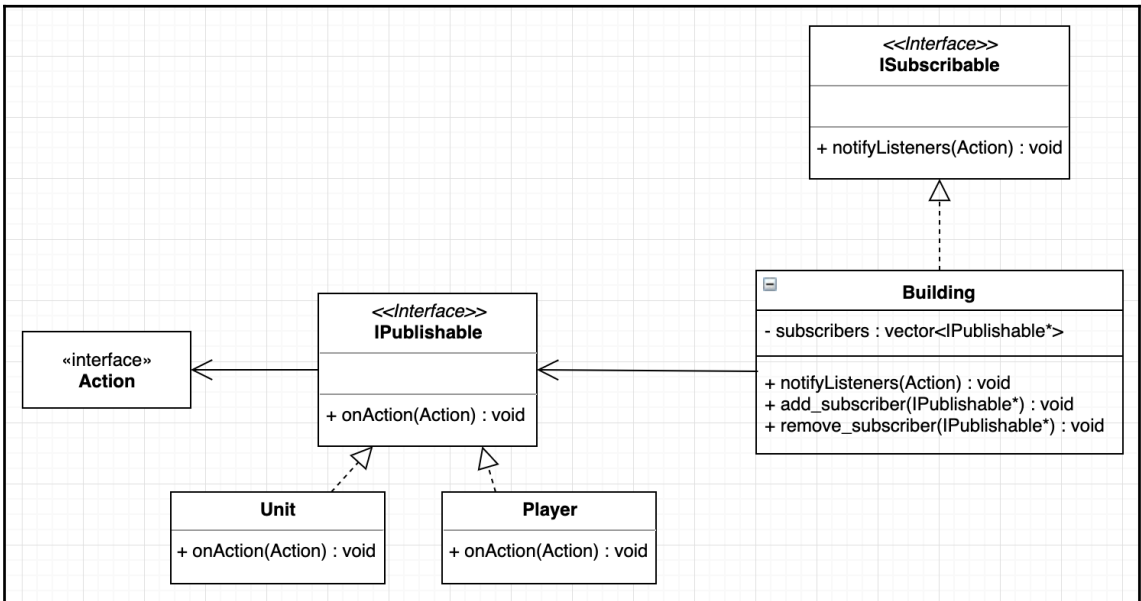 <<Interface>>
ISubscribable
+ notifyListeners(Action) : void
Building
- subscribers : vector<IPublishable*>
+ notifyListeners(Action) : void
+ add_subscriber(IPublishable*) : void
+ remove_subscriber(IPublishable*) : void
<<Interface>>
IPublishable
+ onAction(Action) : void
«interface»
Action
Unit
+ onAction(Action) : void
Player
+ onAction(Action) : void